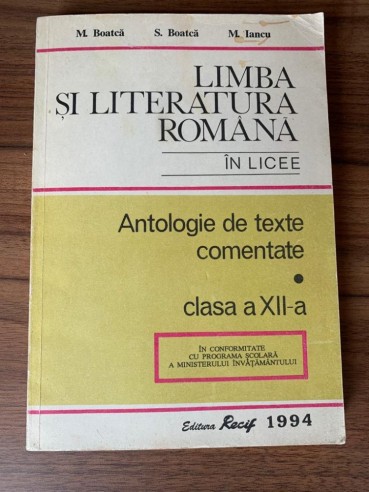 M. Boatcă S. Boatcă M. Iancu
LIMBA
ȘI LITERATURA
ROMÂNĂ
ÎN LICEE
Antologie de texte
comentate
•
clasa a XII-a
ÎN CONFORMITATE
CU PROGRAMA ȘCOLARĂ
A MINISTERULUI ÎNVĂȚĂMÂNTULUI
Editura Recif 1994